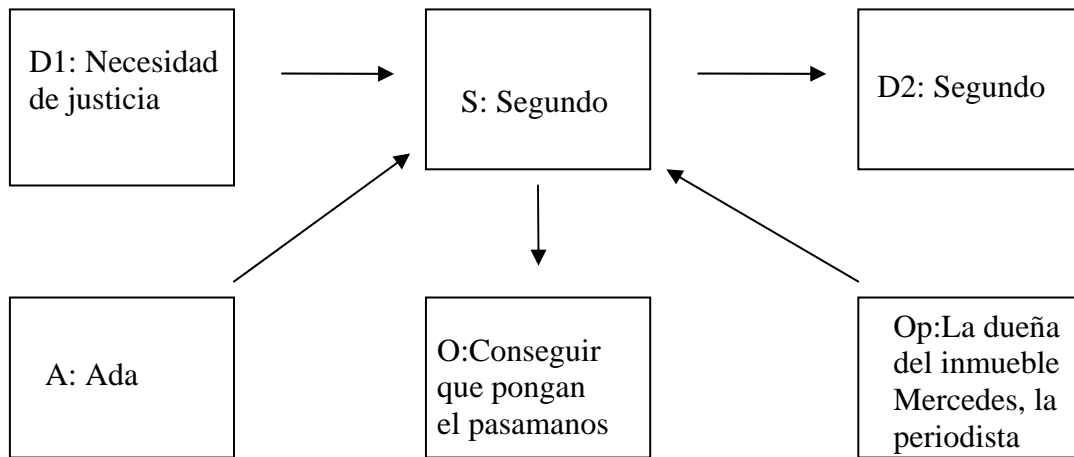 D1: Necesidad
de justicia
S: Segundo
D2: Segundo
A: Ada
O:Conseguir
que pongan
el pasamanos
Op:La dueña
del inmueble
Mercedes, la
periodista